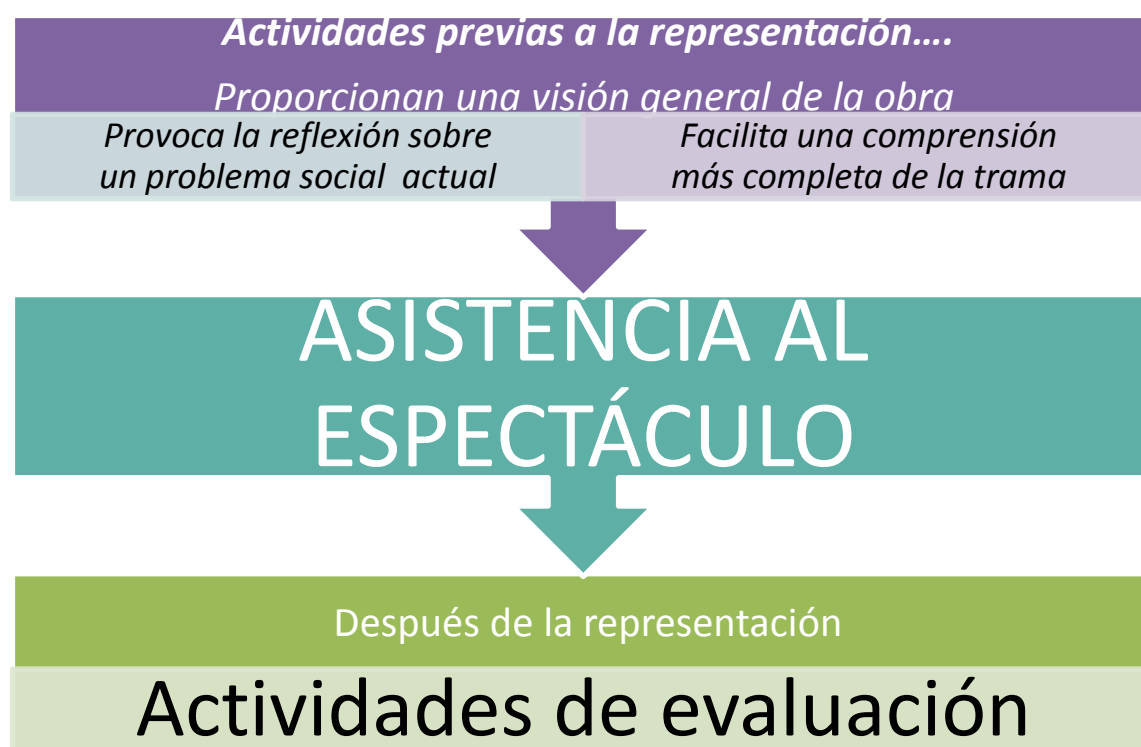 Actividades previas a la representación....
Proporcionan una visión general de la obra
Provoca la reflexión sobre
un problema social actual
Facilita una comprensión
más completa de la trama
ASISTENCIA AL
ESPECTÁCULO
Después de la representación
Actividades de evaluación